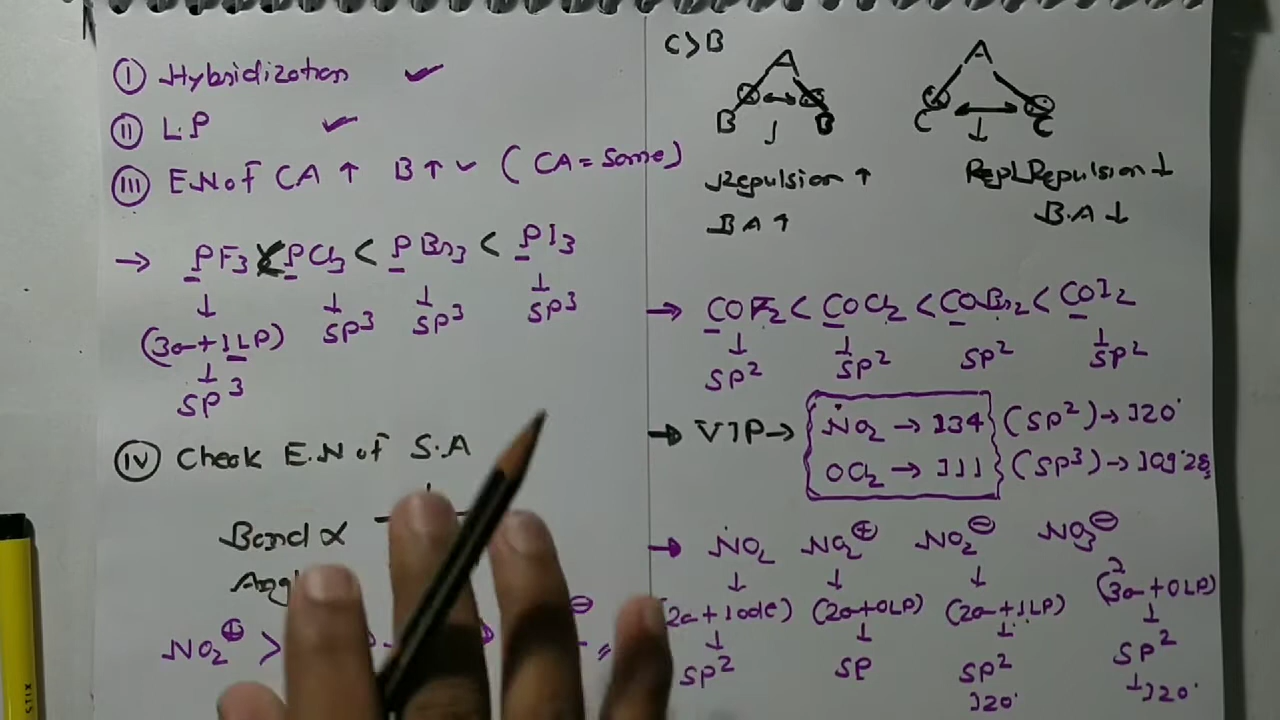 ① Hybridization ✓
② L.P ✓
③ E.N of CA ↑ B ↑ ✓ (CA = Same)
→ PF3 < PCl3 < PBr3 < PI3
↓ ↓ ↓ ↓
(3σ+1LP) SP3 SP3 SP3
↓
SP3
④ Check E.N of S.A
Bond ∝
NO2⊕ >
C > B
A
B B
Repulsion ↑
BA ↑
A
C C
Repulsion ↓
B.A ↓
→ COF2 < COCl2 < COBr2 < COI2
↓ ↓ ↓
SP2 SP2 SP2 SP2
→ VIP → NO2 → 134 (SP2) → 120°
OCl2 → 111 (SP3) → 109°28
→ NO2 NO2⊕ NO2⊖ NO3⊖
↓ ↓ ↓
(2σ+1ode) (2σ+0LP) (2σ+1LP) (3σ+0LP)
↓ ↓ ↓ ↓
SP2 SP SP2 SP2
120° ↓120°
STIX